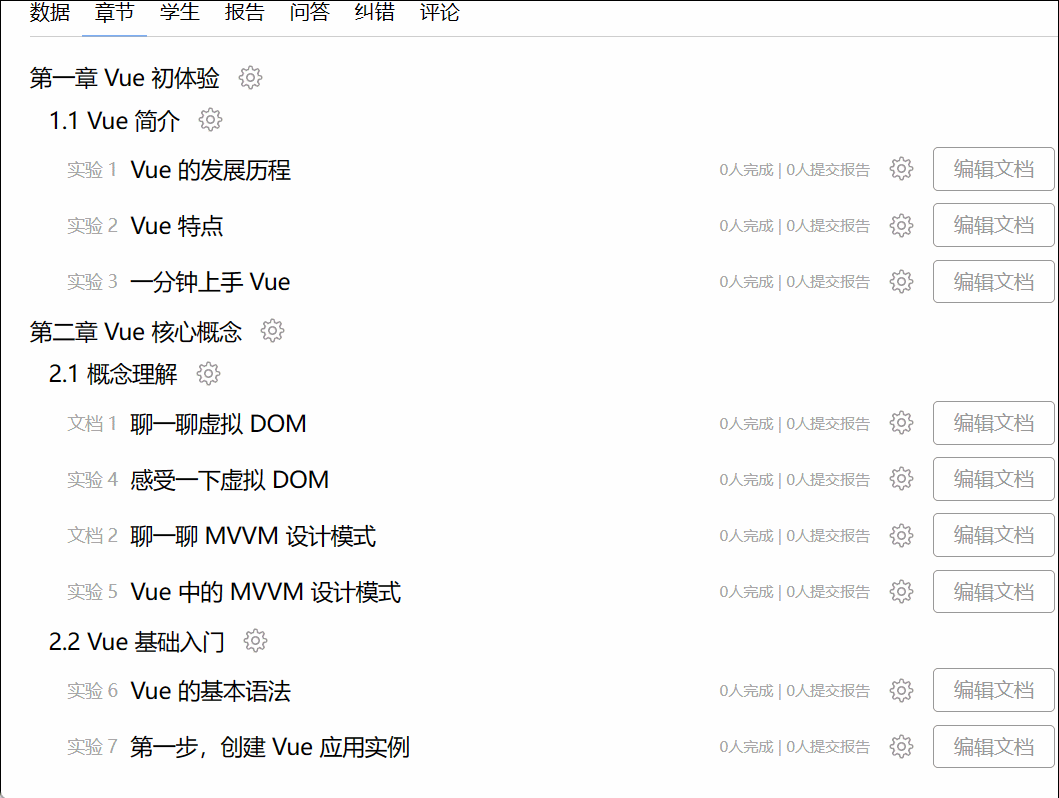 数据 章节 学生 报告 问答 纠错 评论
第一章 Vue 初体验
1.1 Vue 简介
实验 1 Vue 的发展历程 0人完成 | 0人提交报告 编辑文档
实验 2 Vue 特点 0人完成 | 0人提交报告 编辑文档
实验 3 一分钟上手 Vue 0人完成 | 0人提交报告 编辑文档
第二章 Vue 核心概念
2.1 概念理解
文档 1 聊一聊虚拟 DOM 0人完成 | 0人提交报告 编辑文档
实验 4 感受一下虚拟 DOM 0人完成 | 0人提交报告 编辑文档
文档 2 聊一聊 MVVM 设计模式 0人完成 | 0人提交报告 编辑文档
实验 5 Vue 中的 MVVM 设计模式 0人完成 | 0人提交报告 编辑文档
2.2 Vue 基础入门
实验 6 Vue 的基本语法 0人完成 | 0人提交报告 编辑文档
实验 7 第一步，创建 Vue 应用实例 0人完成 | 0人提交报告 编辑文档